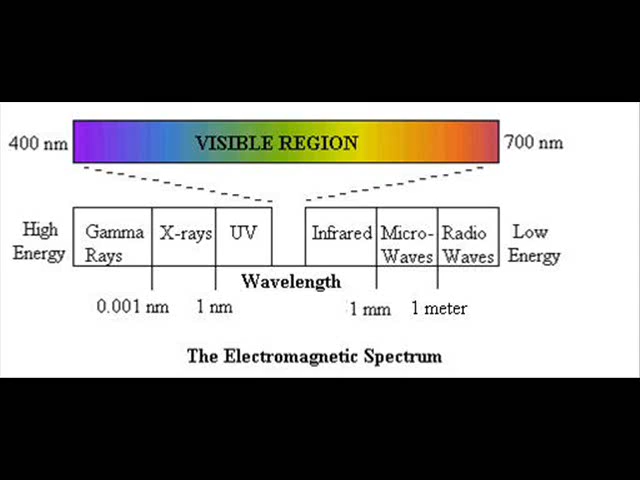 400 nm VISIBLE REGION 700 nm
High Energy
Gamma Rays
X-rays
UV
Infrared
Micro-Waves
Radio Waves
Low Energy
Wavelength
0.001 nm 1 nm 1 mm 1 meter
The Electromagnetic Spectrum